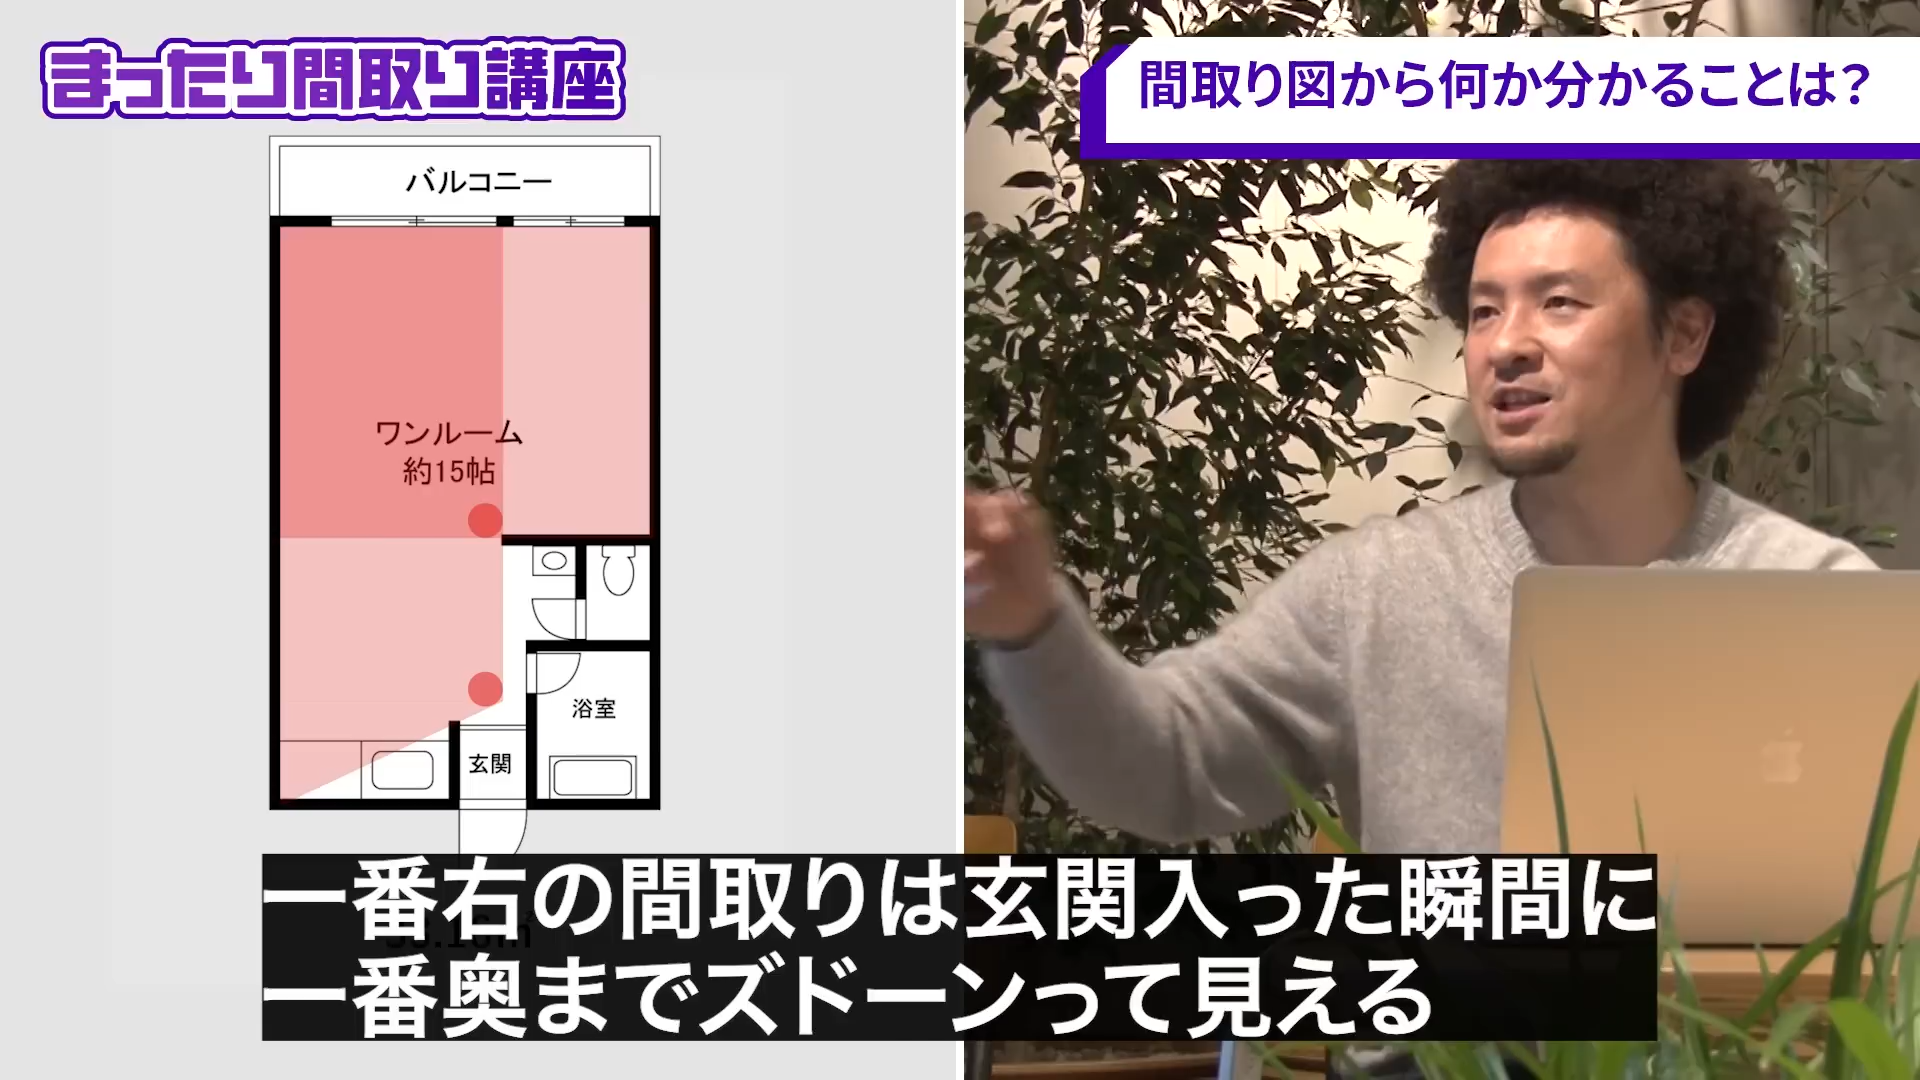 まったり間取り講座
間取り図から何か分かることは？
バルコニー
ワンルーム
約15帖
浴室
玄関
一番右の間取りは玄関入った瞬間に
一番奥までズドーンって見える